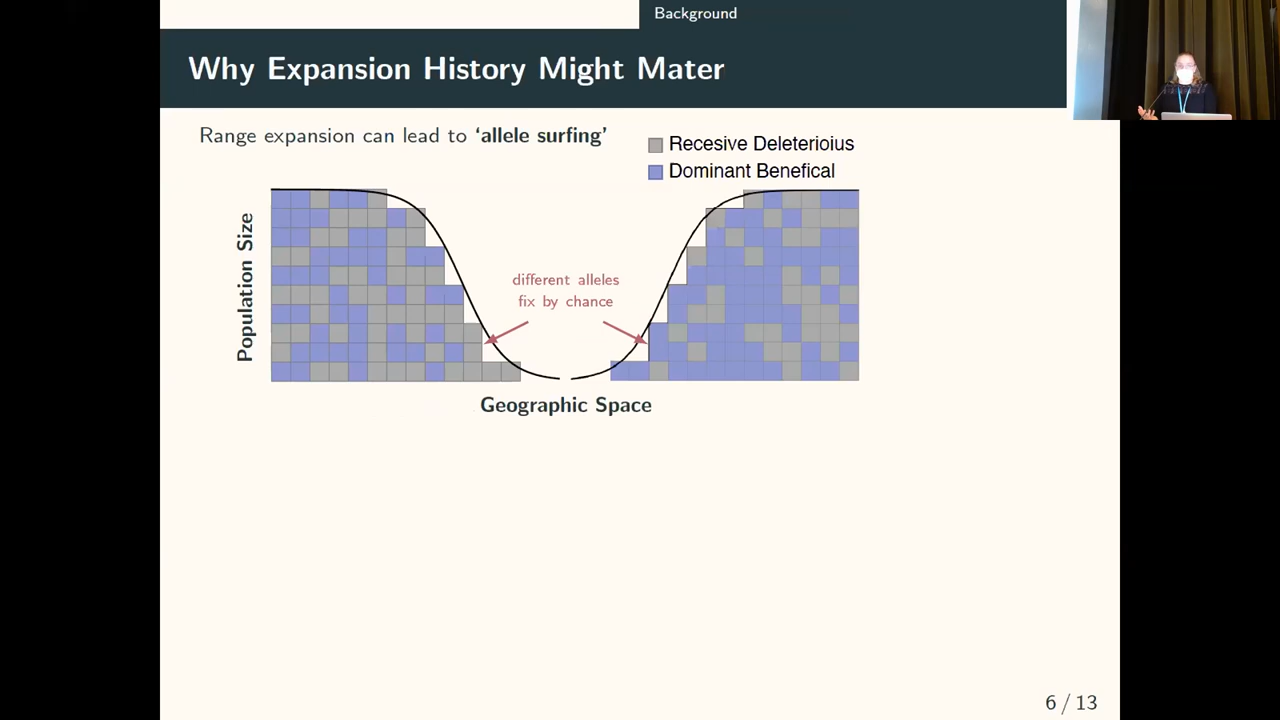 Background
Why Expansion History Might Mater
Range expansion can lead to ‘allele surfing’
Recesive Deleterioius
Dominant Benefical
Population Size
different alleles
fix by chance
Geographic Space
6 / 13